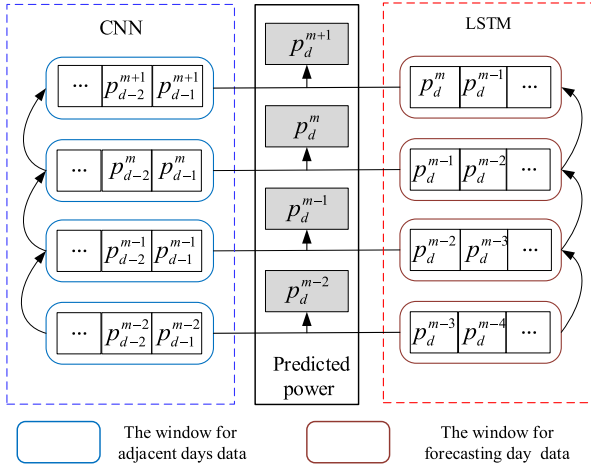 CNN
LSTM
p_d^{m+1}
... p_{d-2}^{m+1} p_{d-1}^{m+1}
p_d^m p_d^{m-1} ...
p_d^m
... p_{d-2}^m p_{d-1}^m
p_d^{m-1} p_d^{m-2} ...
p_d^{m-1}
... p_{d-2}^{m-1} p_{d-1}^{m-1}
p_d^{m-2} p_d^{m-3} ...
p_d^{m-2}
... p_{d-2}^{m-2} p_{d-1}^{m-2}
p_d^{m-3} p_d^{m-4} ...
Predicted
power
The window for
adjacent days data
The window for
forecasting day data